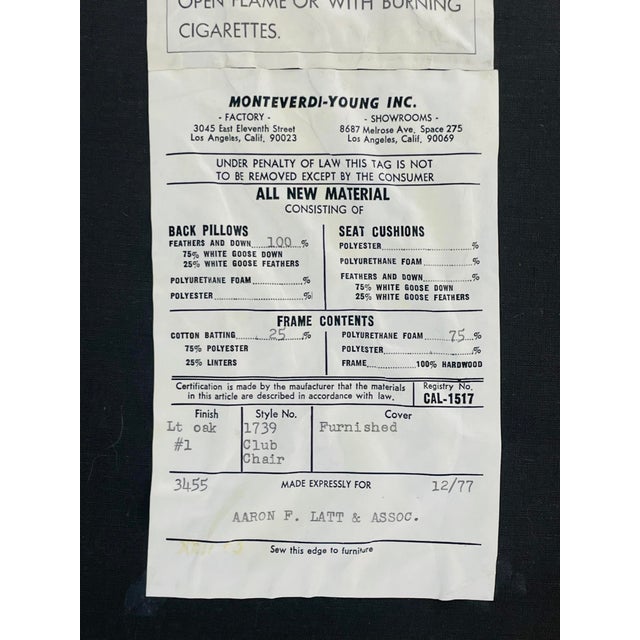 OPEN FLAME OR WITH BURNING
CIGARETTES.
MONTEVERDI-YOUNG INC.
- FACTORY -
3045 East Eleventh Street
Los Angeles, Calif. 90023
- SHOWROOMS -
8687 Melrose Ave, Space 275
Los Angeles, Calif. 90069
UNDER PENALTY OF LAW THIS TAG IS NOT
TO BE REMOVED EXCEPT BY THE CONSUMER
ALL NEW MATERIAL
CONSISTING OF
BACK PILLOWS
FEATHERS AND DOWN 100 %
75% WHITE GOOSE DOWN
25% WHITE GOOSE FEATHERS
POLYURETHANE FOAM %
POLYESTER %
SEAT CUSHIONS
POLYESTER %
POLYURETHANE FOAM %
FEATHERS AND DOWN %
75% WHITE GOOSE DOWN
25% WHITE GOOSE FEATHERS
FRAME CONTENTS
COTTON BATTING 25 %
75% POLYESTER
25% LINTERS
POLYURETHANE FOAM 75 %
POLYESTER %
FRAME 100% HARDWOOD
Certification is made by the maufacturer that the materials
in this article are described in accordance with law.
Registry No.
CAL-1517
Finish
Lt oak
#1
Style No.
1739
Club
Chair
Cover
Furnished
3455 MADE EXPRESSLY FOR 12/77
AARON F. LATT & ASSOC.
Sew this edge to furniture